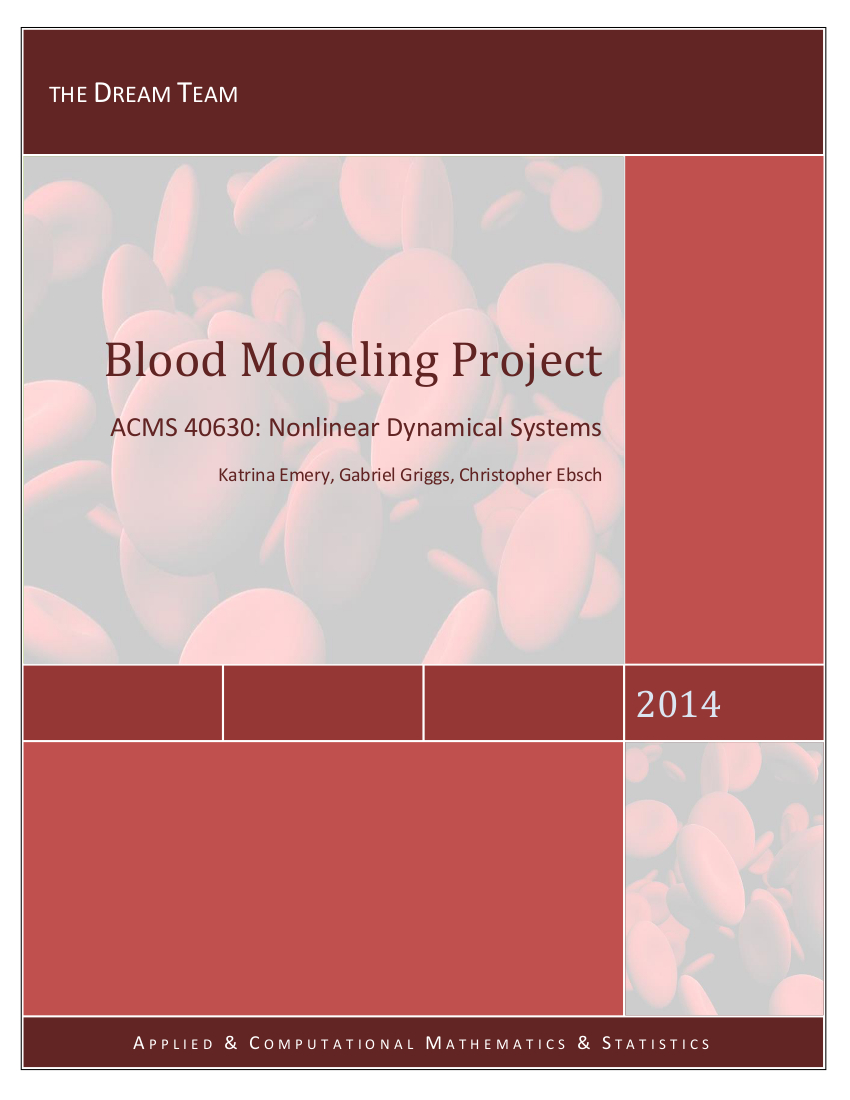 THE DREAM TEAM
Blood Modeling Project
ACMS 40630: Nonlinear Dynamical Systems
Katrina Emery, Gabriel Griggs, Christopher Ebsch
2014
APPLIED & COMPUTATIONAL MATHEMATICS & STATISTICS